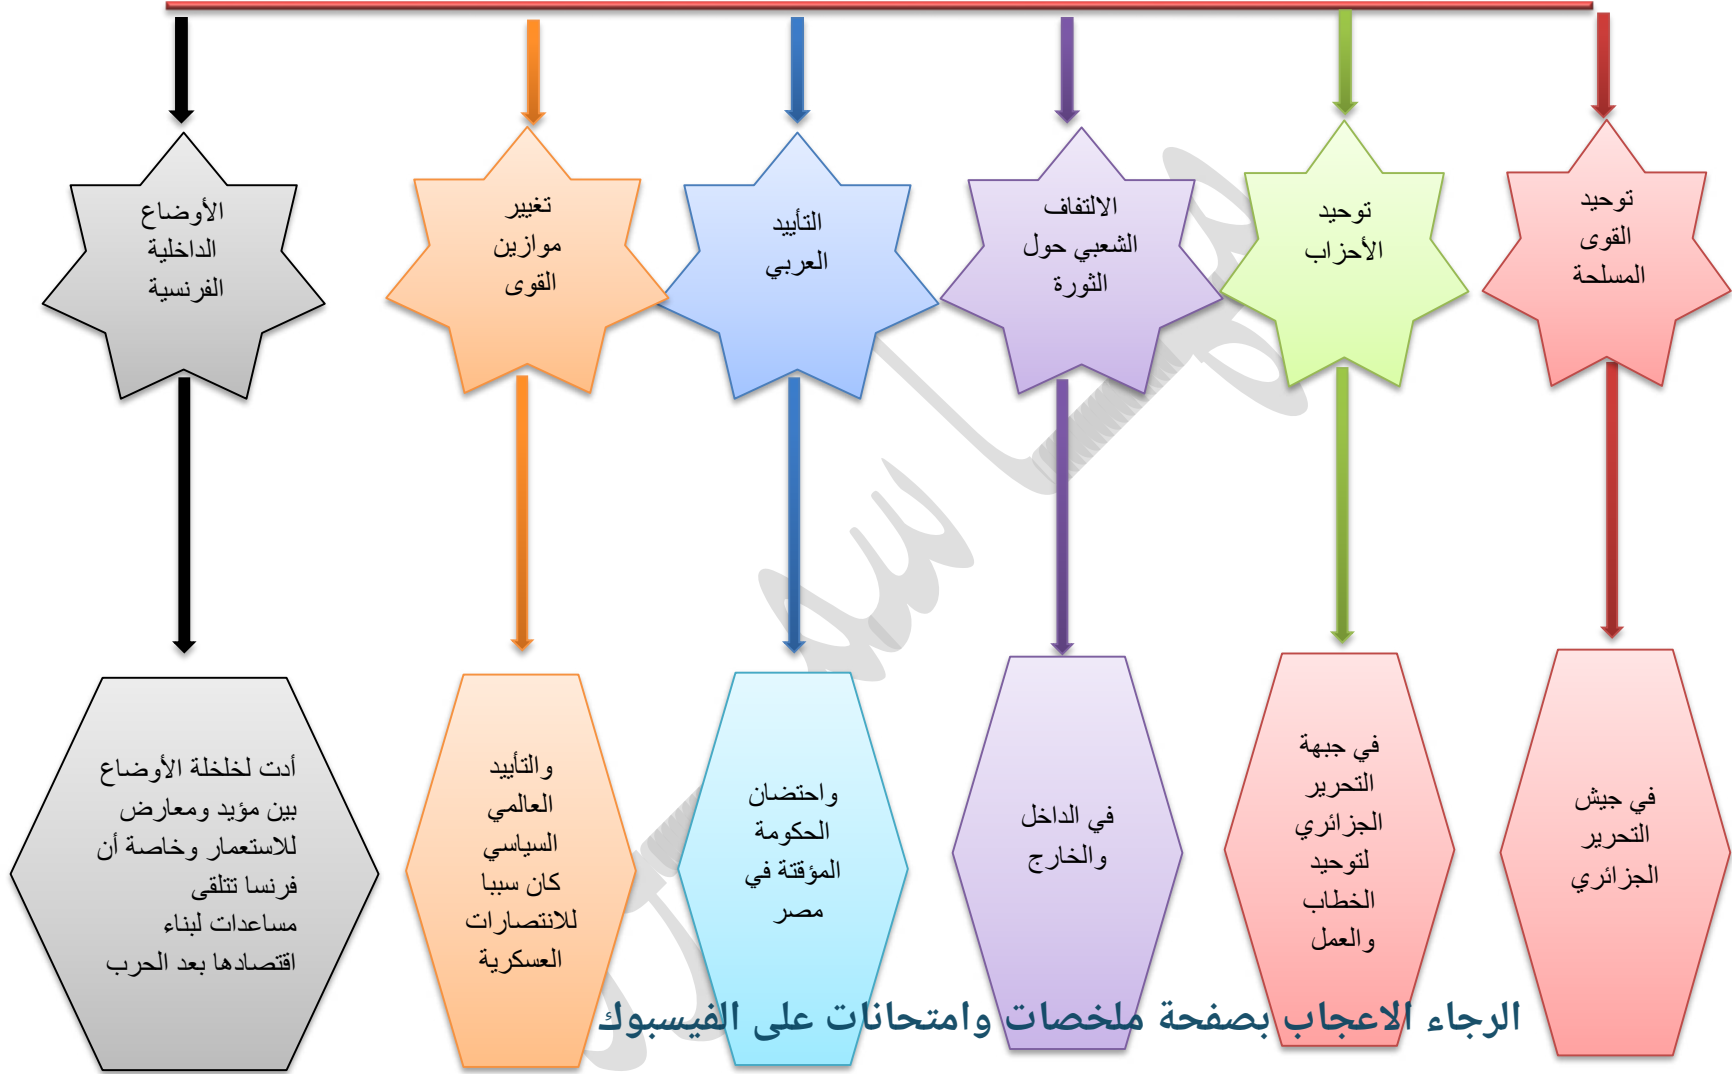 توحيد
القوى
المسلحة
توحيد
الأحزاب
الالتفاف
الشعبي حول
الثورة
التأييد
العربي
تغيير
موازين
القوى
الأوضاع
الداخلية
الفرنسية
في جيش
التحرير
الجزائري
في جبهة
التحرير
الجزائري
لتوحيد
الخطاب
والعمل
في الداخل
والخارج
واحتضان
الحكومة
المؤقتة في
مصر
والتأييد
العالمي
السياسي
كان سببا
للانتصارات
العسكرية
أدت لخلخلة الأوضاع
بين مؤيد ومعارض
للاستعمار وخاصة أن
فرنسا تتلقى
مساعدات لبناء
اقتصادها بعد الحرب
الرجاء الاعجاب بصفحة ملخصات وامتحانات على الفيسبوك